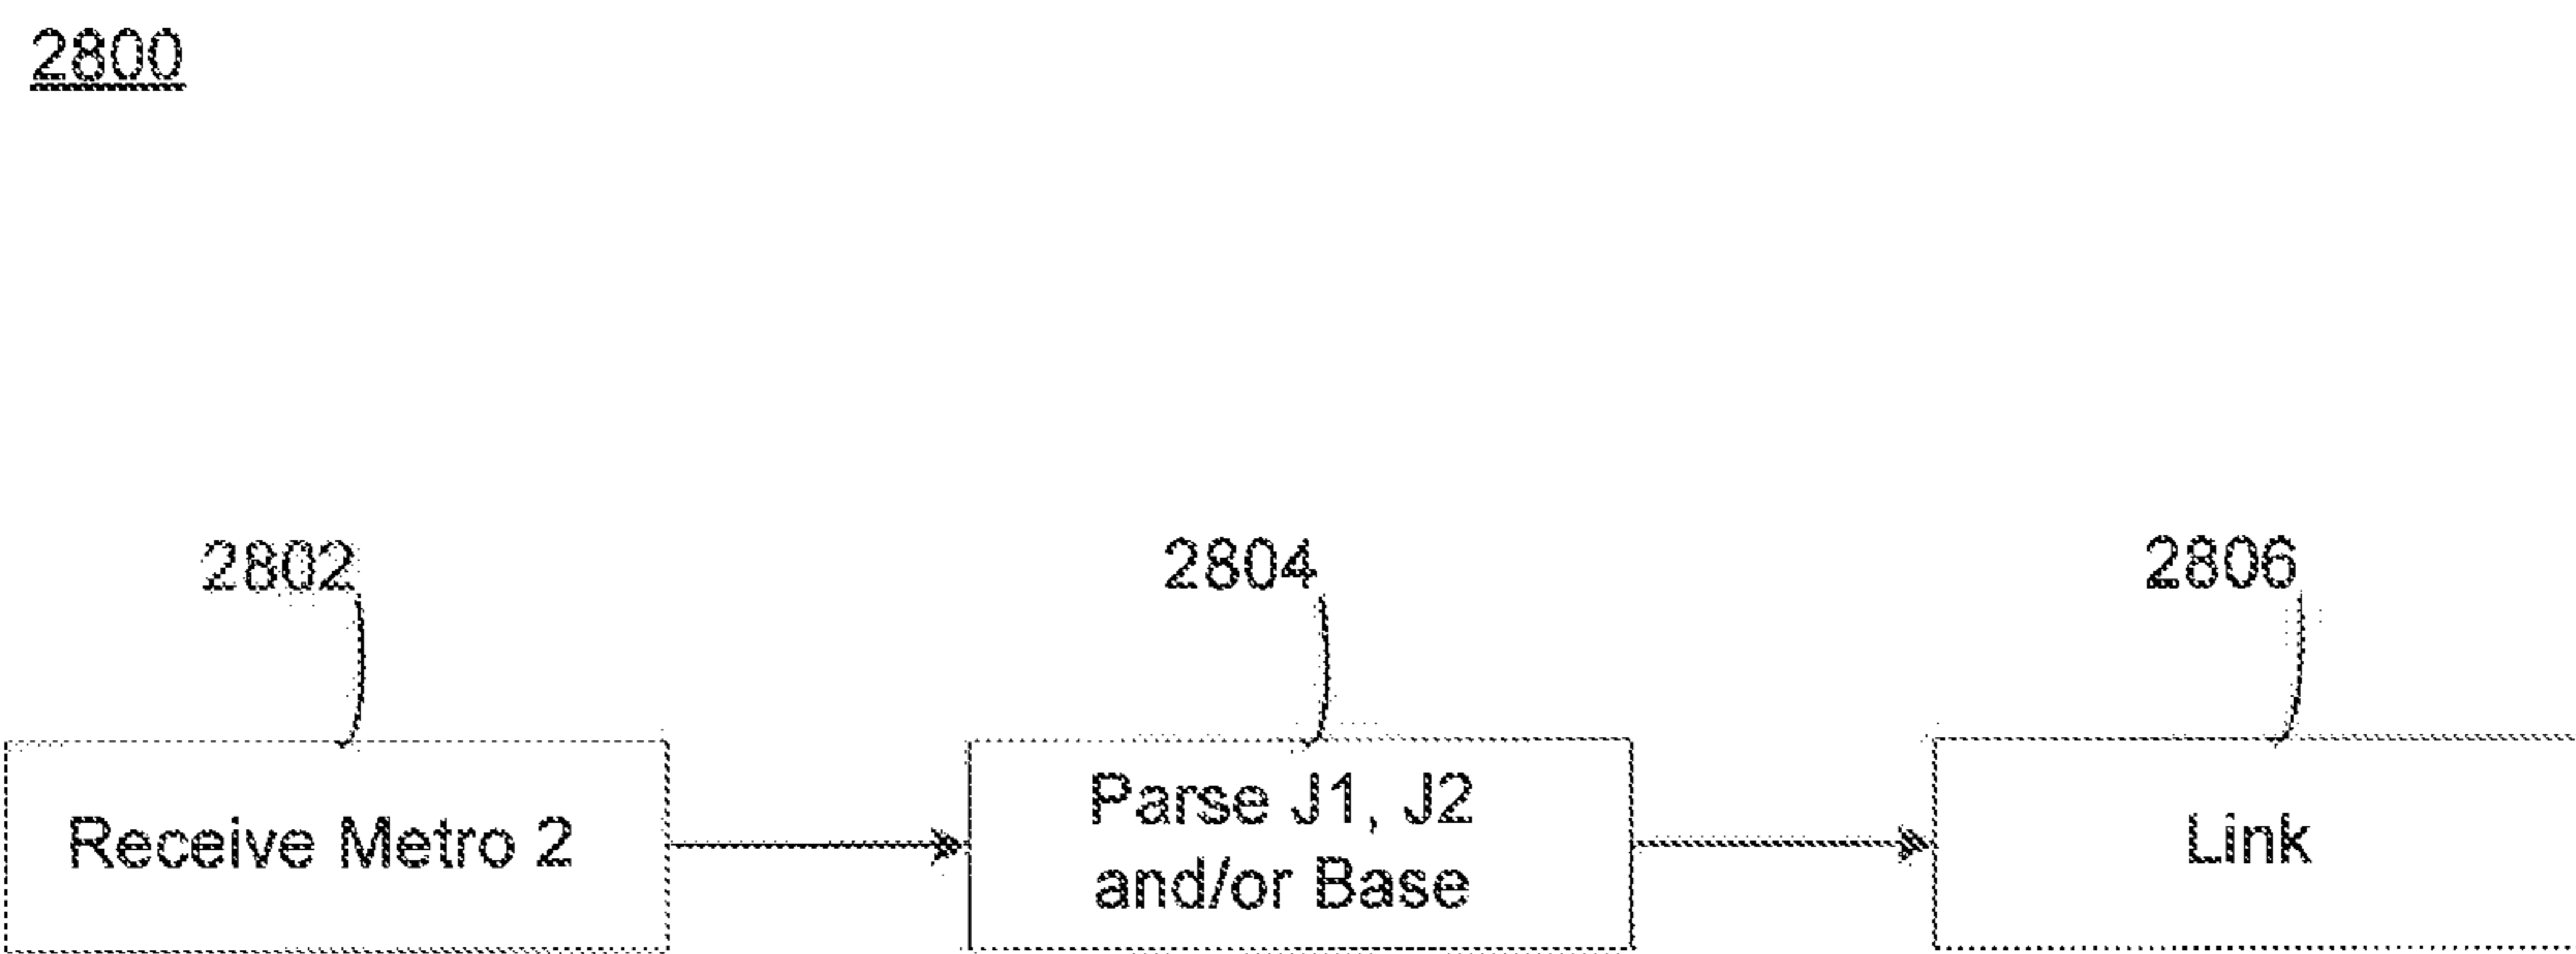 2800
2802
2804
2806
Receive Metro 2
Parse J1, J2
and/or Base
Link